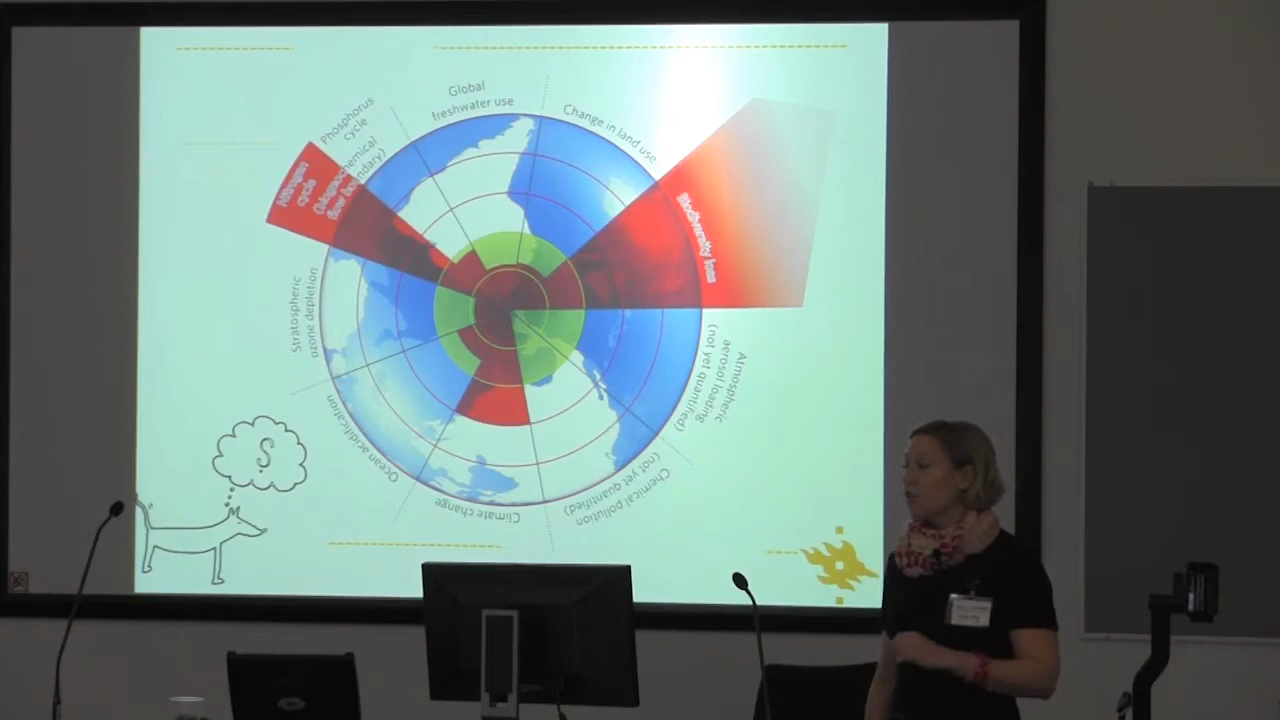 Global
freshwater use
Change in land use
Biodiversity loss
Atmospheric
aerosol loading
(not yet quantified)
Chemical pollution
(not yet quantified)
Climate change
Ocean acidification
Stratospheric
ozone depletion
Nitrogen
cycle
(biogeochemical
flow boundary)
Phosphorus
cycle
S